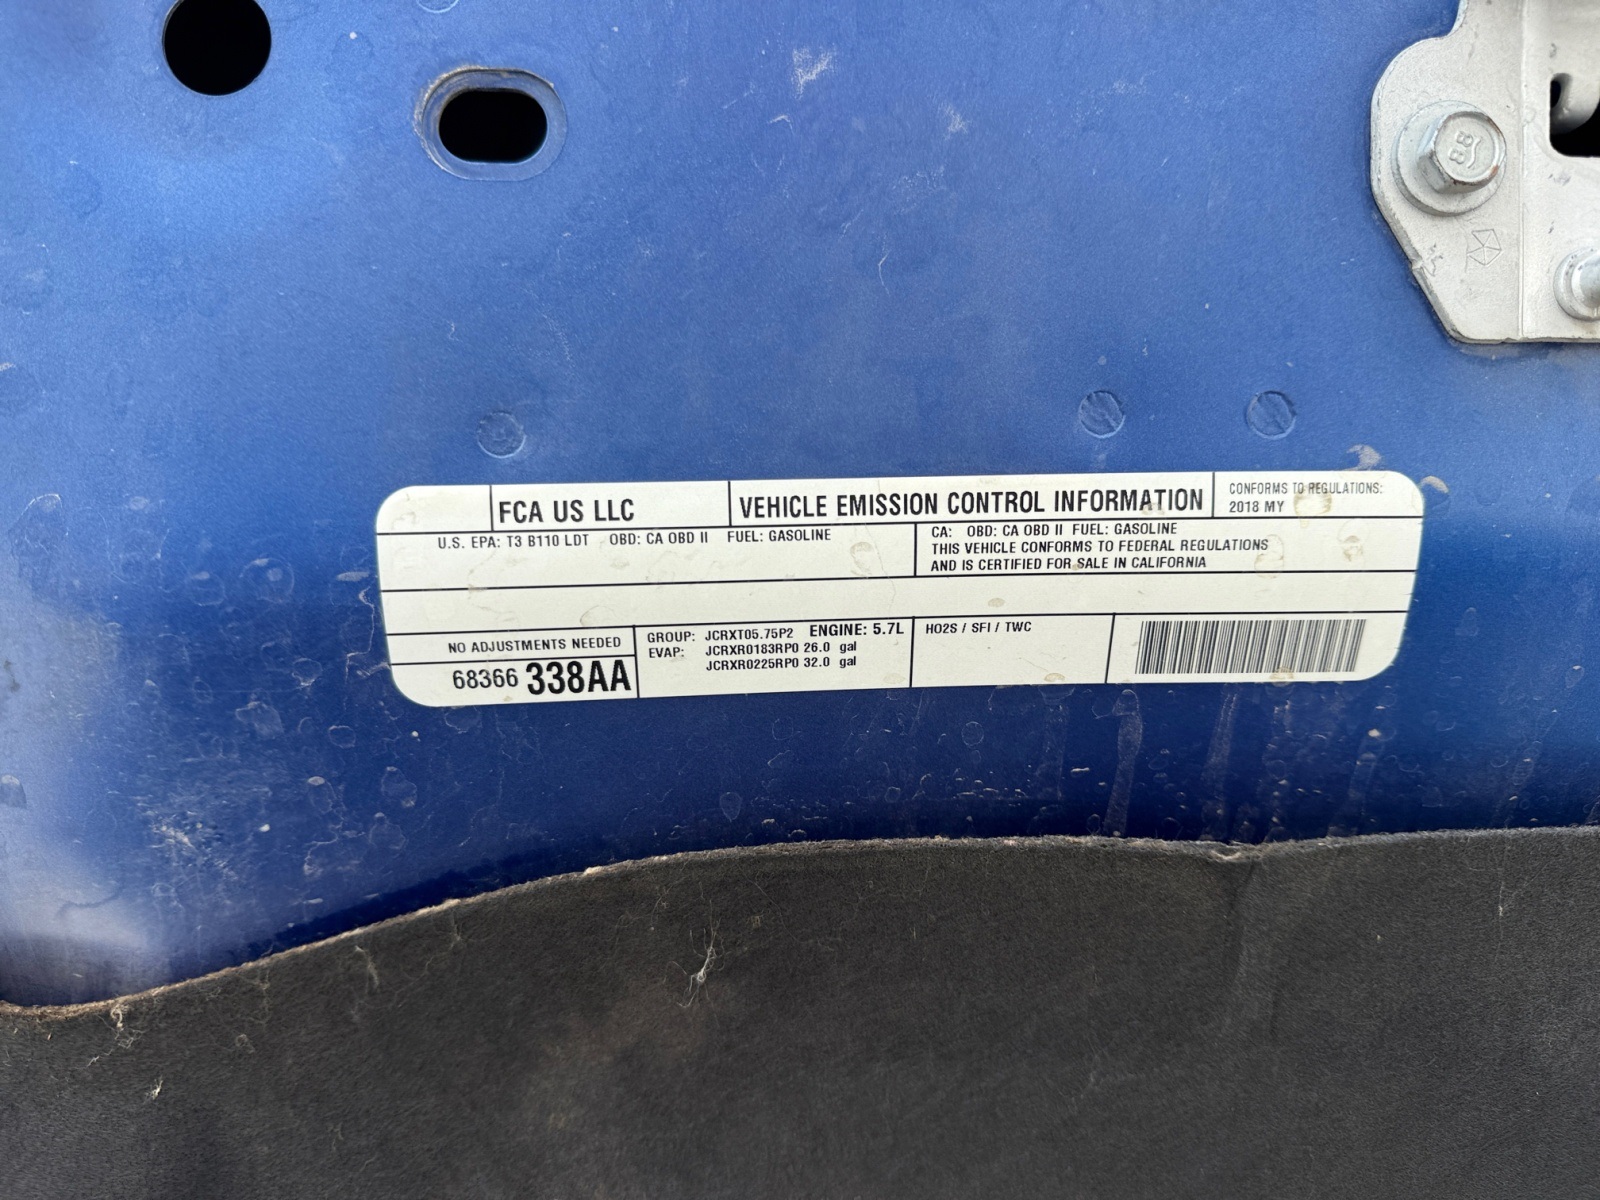 8.8
FCA US LLC
VEHICLE EMISSION CONTROL INFORMATION
CONFORMS TO REGULATIONS:
2018 MY
U.S. EPA: T3 B110 LDT OBD: CA OBD II FUEL: GASOLINE
CA: OBD: CA OBD II FUEL: GASOLINE
THIS VEHICLE CONFORMS TO FEDERAL REGULATIONS
AND IS CERTIFIED FOR SALE IN CALIFORNIA
NO ADJUSTMENTS NEEDED
68366 338AA
GROUP: JCRXT05.75P2 ENGINE: 5.7L
EVAP: JCRXR0183RP0 26.0 gal
JCRXR0225RP0 32.0 gal
HO2S / SFI / TWC